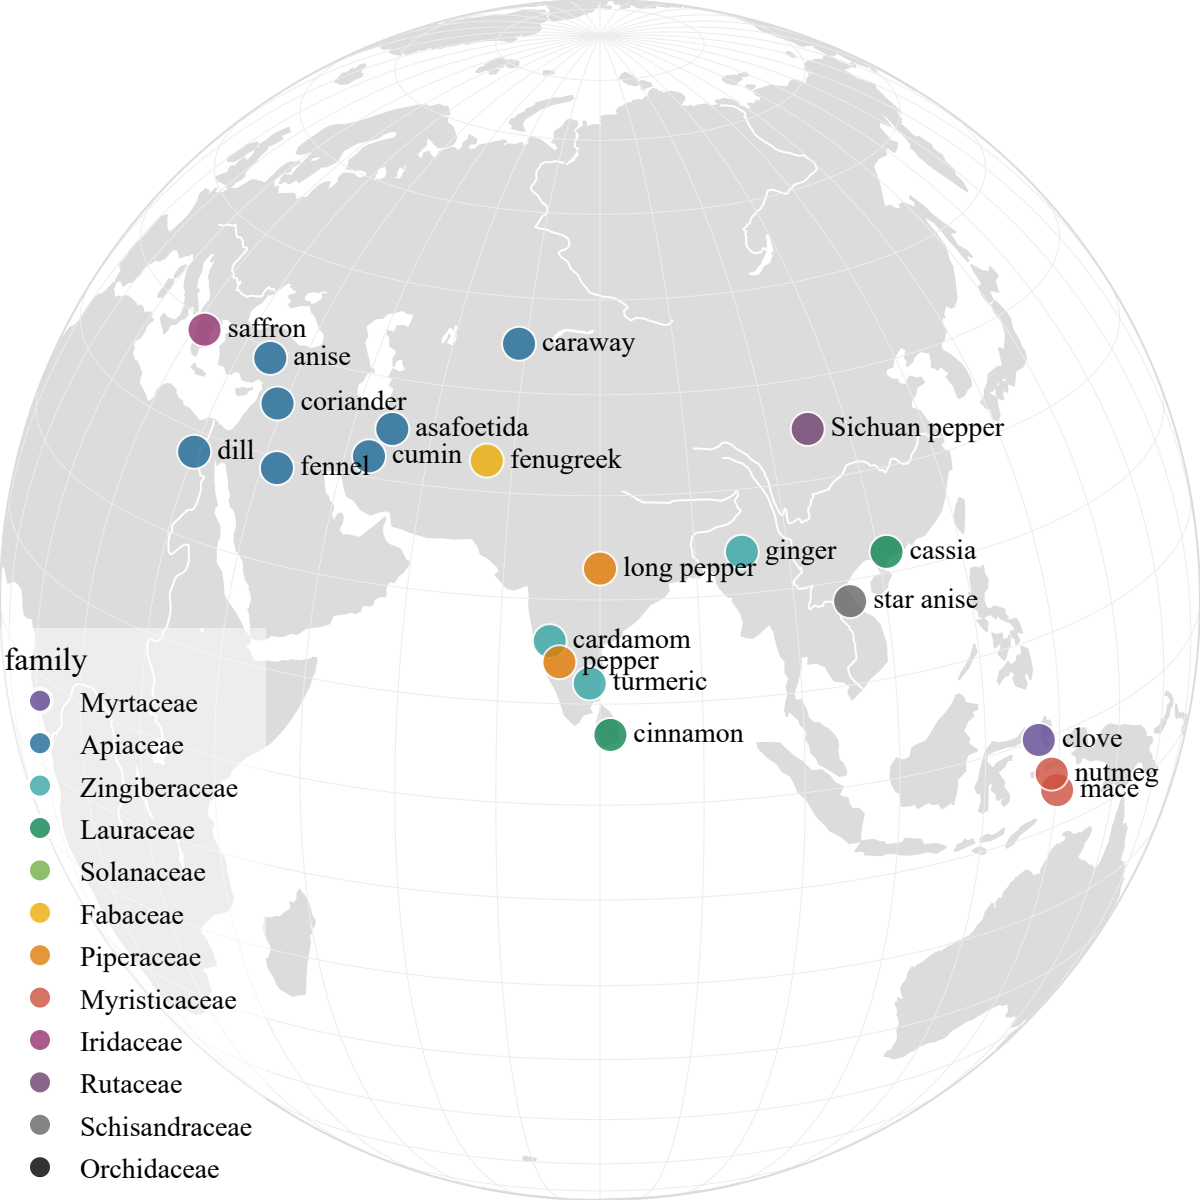 saffron
anise
caraway
coriander
asafoetida
Sichuan pepper
dill
fennel
cumin
fenugreek
long pepper
ginger
cassia
star anise
cardamom
pepper
turmeric
cinnamon
clove
nutmeg
mace
family
Myrtaceae
Apiaceae
Zingiberaceae
Lauraceae
Solanaceae
Fabaceae
Piperaceae
Myristicaceae
Iridaceae
Rutaceae
Schisandraceae
Orchidaceae